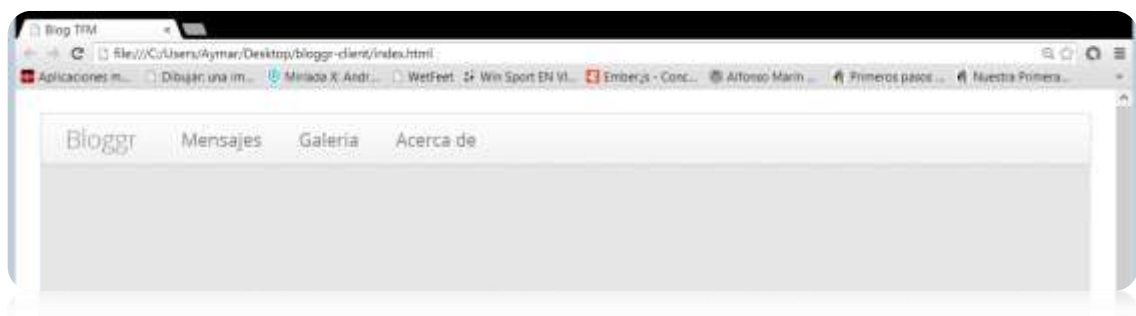 Blog TFM
file:///C:/Users/Aymar/Desktop/bloggr-client/index.html
Aplicaciones m... Dibujar una im... Miriada X: Andr... WetFeet Win Sport EN VI... Ember.js - Conc... Alfonso Marin ... Primeros pasos ... Nuestra Primera...
Bloggr Mensajes Galeria Acerca de